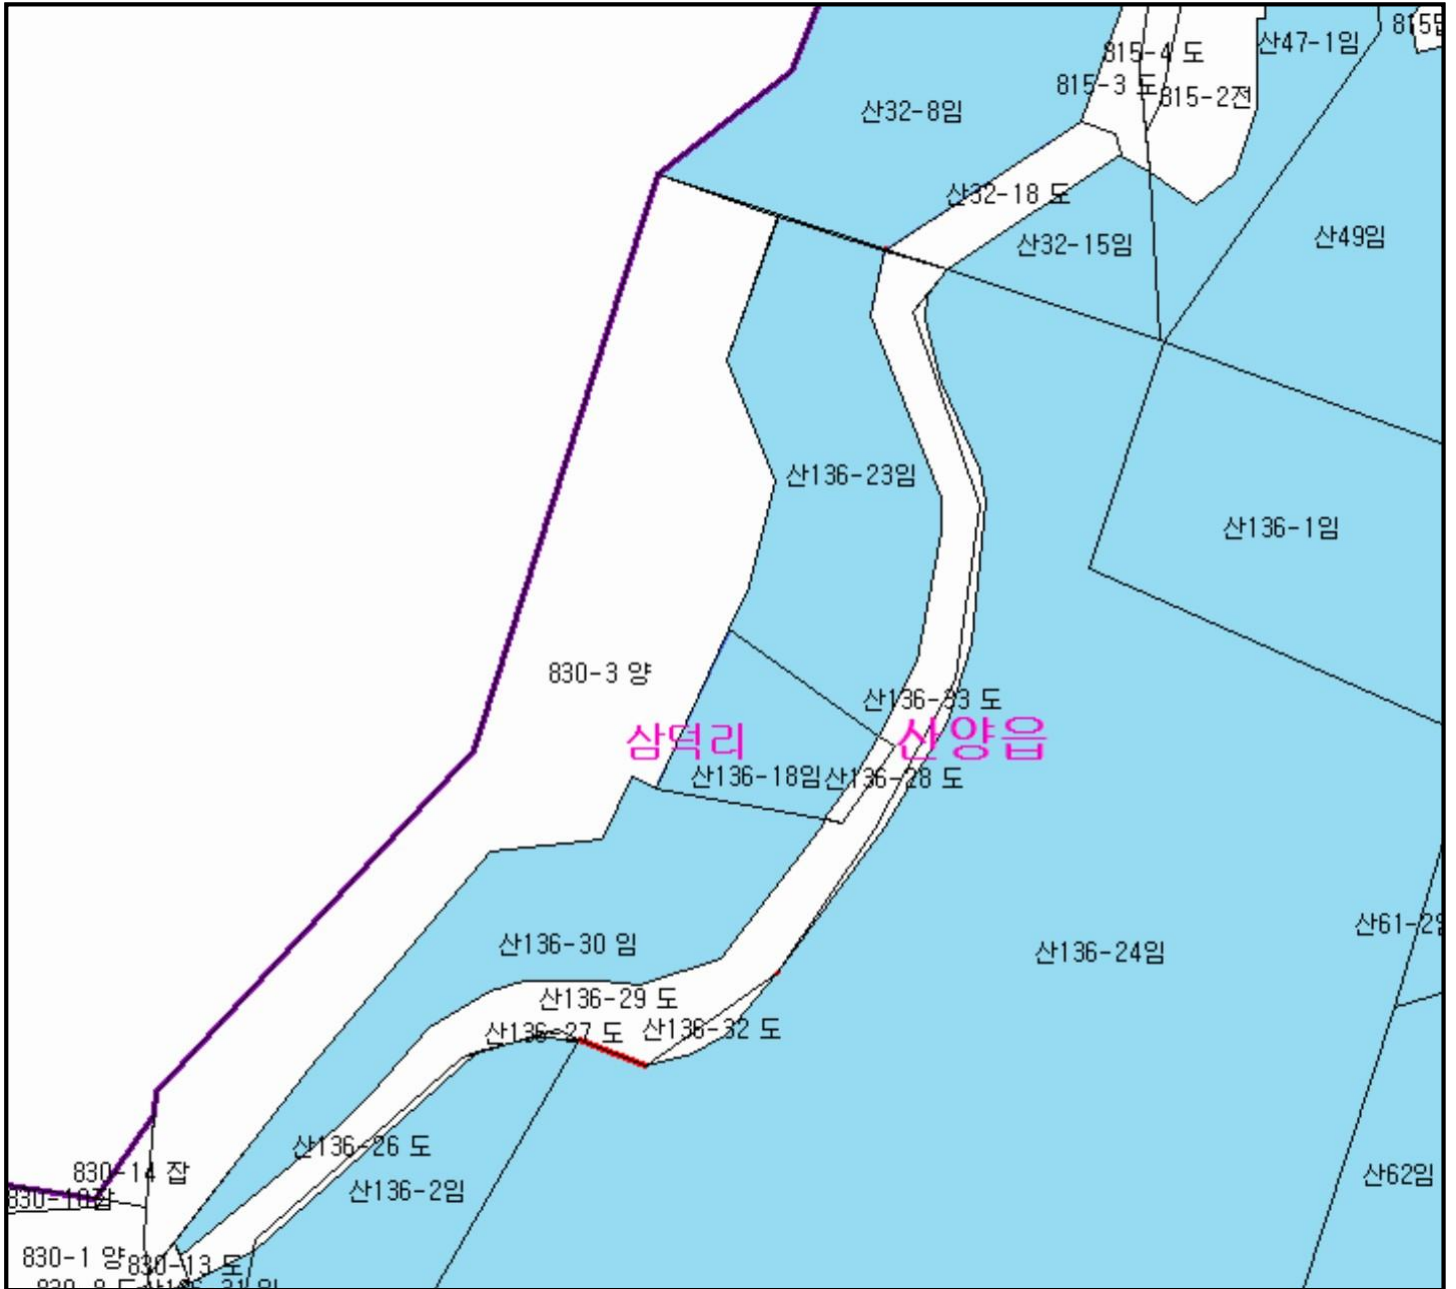 815-4 도
산47-1임
815-3 도
815-2전
산32-8임
산32-18 도
산32-15임
산49임
산136-23임
산136-1임
830-3 양
산136-33 도
삼덕리
산양읍
산136-18임
산136-28 도
산61-2
산136-30 임
산136-24임
산136-29 도
산136-27 도
산136-32 도
산136-26 도
830-14 잡
산136-2임
산62임
830-1 양
830-13 도